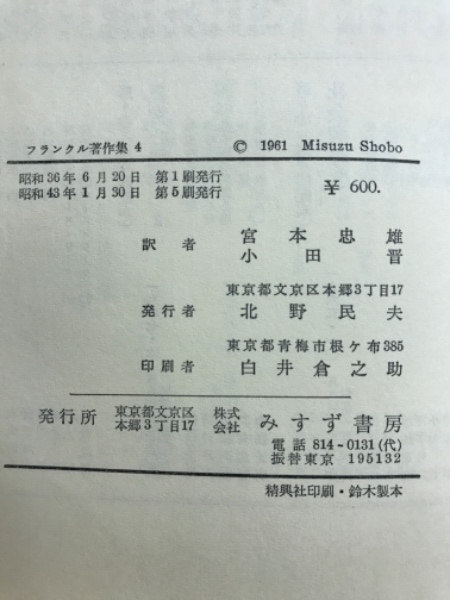 フランクル著作集 4
© 1961 Misuzu Shobo
昭和36年6月20日 第1刷発行
昭和43年1月30日 第5刷発行
¥ 600.
訳者 宮本忠雄
小田晋
東京都文京区本郷3丁目17
発行者 北野民夫
東京都青梅市根ケ布385
印刷者 白井倉之助
発行所 東京都文京区本郷3丁目17 株式会社 みすず書房
電話 814-0131(代)
振替東京 195132
精興社印刷・鈴木製本